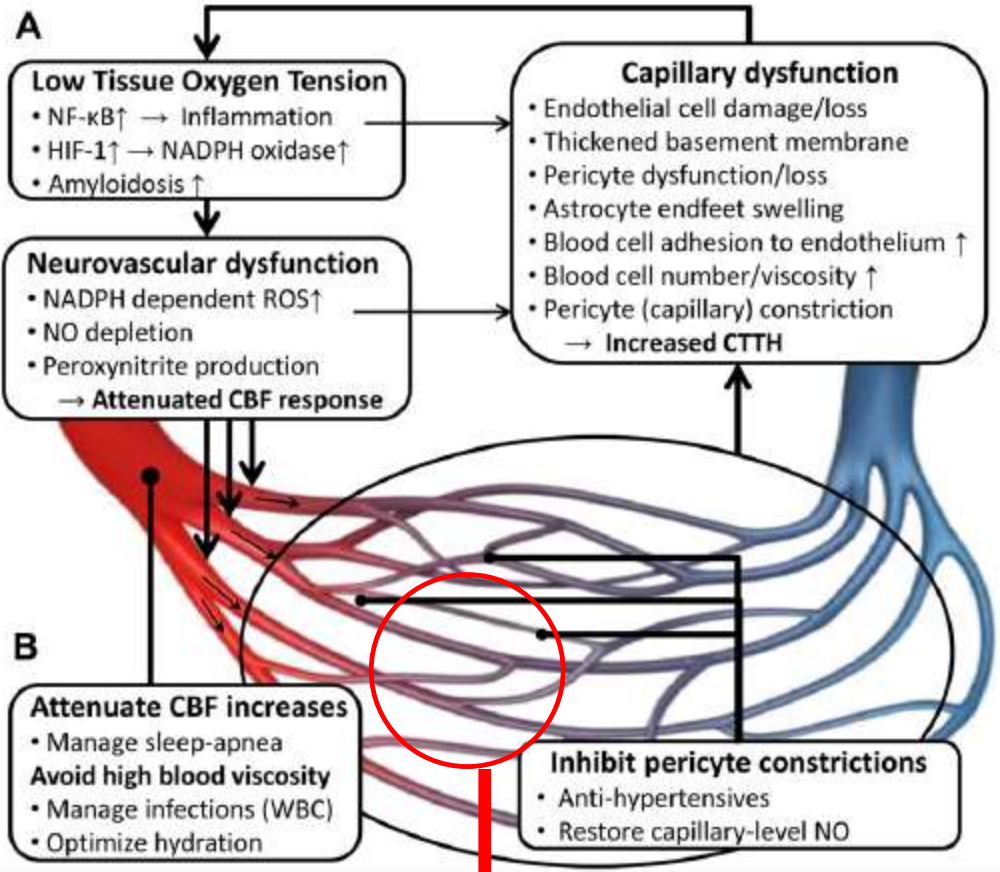 A
Low Tissue Oxygen Tension
• NF-κB↑ → Inflammation
• HIF-1↑ → NADPH oxidase↑
• Amyloidosis ↑
Neurovascular dysfunction
• NADPH dependent ROS↑
• NO depletion
• Peroxynitrite production
→ Attenuated CBF response
Capillary dysfunction
• Endothelial cell damage/loss
• Thickened basement membrane
• Pericyte dysfunction/loss
• Astrocyte endfeet swelling
• Blood cell adhesion to endothelium ↑
• Blood cell number/viscosity ↑
• Pericyte (capillary) constriction
→ Increased CTTH
B
Attenuate CBF increases
• Manage sleep-apnea
Avoid high blood viscosity
• Manage infections (WBC)
• Optimize hydration
Inhibit pericyte constrictions
• Anti-hypertensives
• Restore capillary-level NO